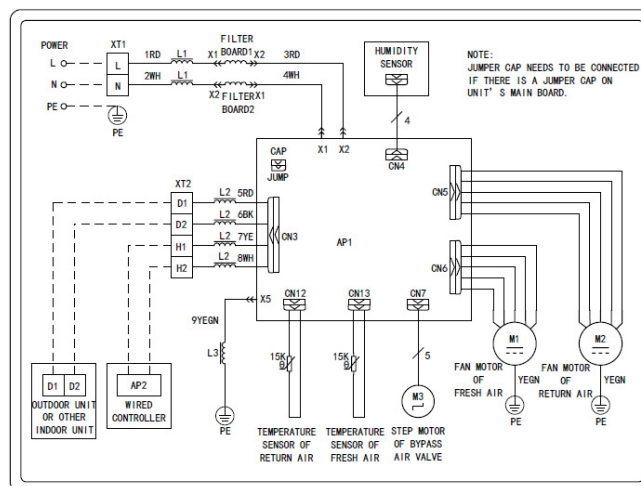 POWER
XT1
FILTER
BOARD1
L
L
1RD
L1
X1
X2
3RD
N
N
2WH
L1
X2
X1
4WH
FILTER
BOARD2
PE
PE
HUMIDITY
SENSOR
4
NOTE:
JUMPER CAP NEEDS TO BE CONNECTED
IF THERE IS A JUMPER CAP ON
UNIT'S MAIN BOARD.
X1
X2
CN4
CAP
JUMP
AP1
XT2
D1
L2
5RD
D2
L2
6BK
H1
L2
7YE
H2
L2
8WH
CN3
CN5
CN6
X5
CN12
CN13
CN7
9YEGN
L3
PE
15K
θ
15K
θ
5
M3
M1
M2
FAN MOTOR
OF
FRESH AIR
YEGN
PE
FAN MOTOR
OF
RETURN AIR
YEGN
PE
D1
D2
OUTDOOR UNIT
OR OTHER
INDOOR UNIT
AP2
WIRED
CONTROLLER
TEMPERATURE
SENSOR OF
RETURN AIR
TEMPERATURE
SENSOR OF
FRESH AIR
STEP MOTOR
OF BYPASS
AIR VALVE